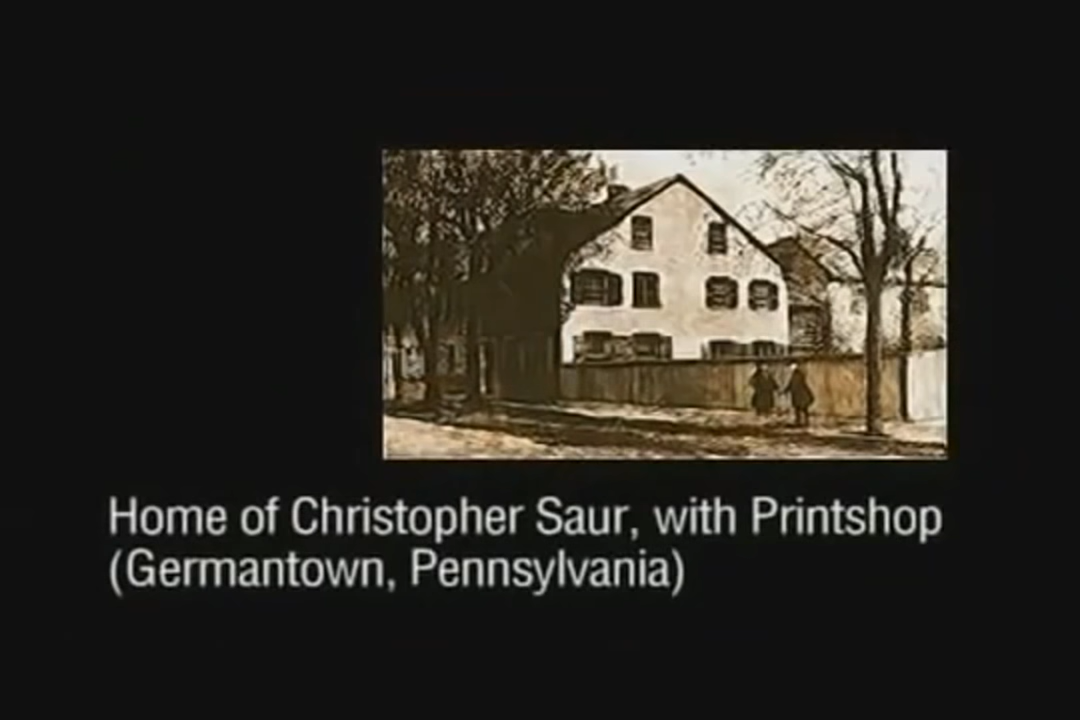 Home of Christopher Saur, with Printshop
(Germantown, Pennsylvania)